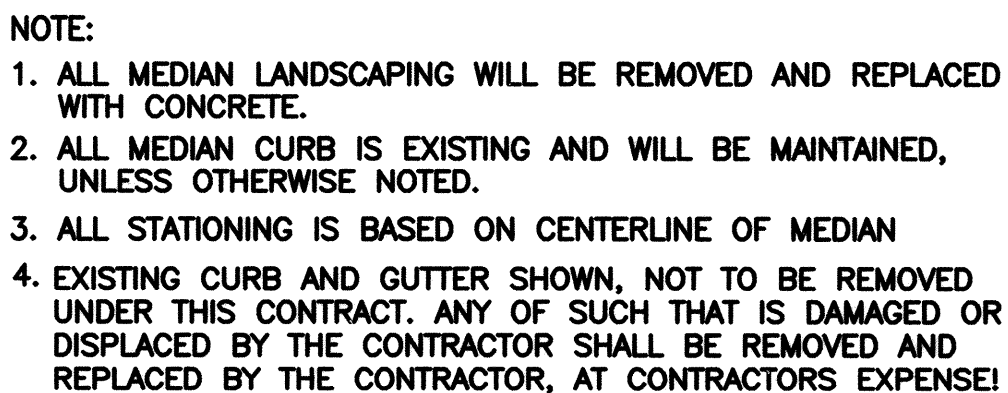 NOTE:
1. ALL MEDIAN LANDSCAPING WILL BE REMOVED AND REPLACED
WITH CONCRETE.
2. ALL MEDIAN CURB IS EXISTING AND WILL BE MAINTAINED,
UNLESS OTHERWISE NOTED.
3. ALL STATIONING IS BASED ON CENTERLINE OF MEDIAN
4. EXISTING CURB AND GUTTER SHOWN, NOT TO BE REMOVED
UNDER THIS CONTRACT. ANY OF SUCH THAT IS DAMAGED OR
DISPLACED BY THE CONTRACTOR SHALL BE REMOVED AND
REPLACED BY THE CONTRACTOR, AT CONTRACTORS EXPENSE!